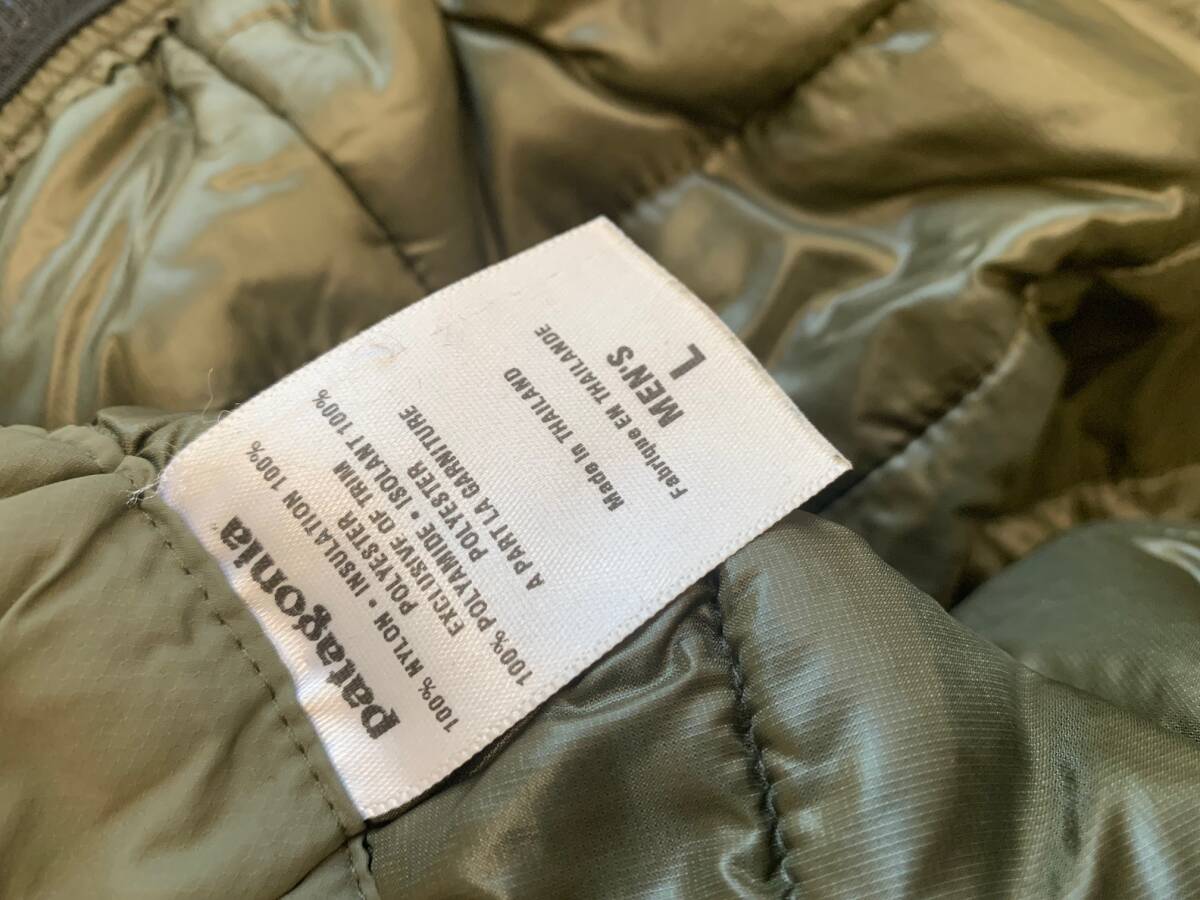 patagonia®
100% NYLON • INSULATION 100%
POLYESTER
EXCLUSIVE OF TRIM
100% POLYAMIDE • ISOLANT 100%
POLYESTER
A PART LA GARNITURE
Made in THAILAND
Fabrique EN THAILANDE
MEN'S
L